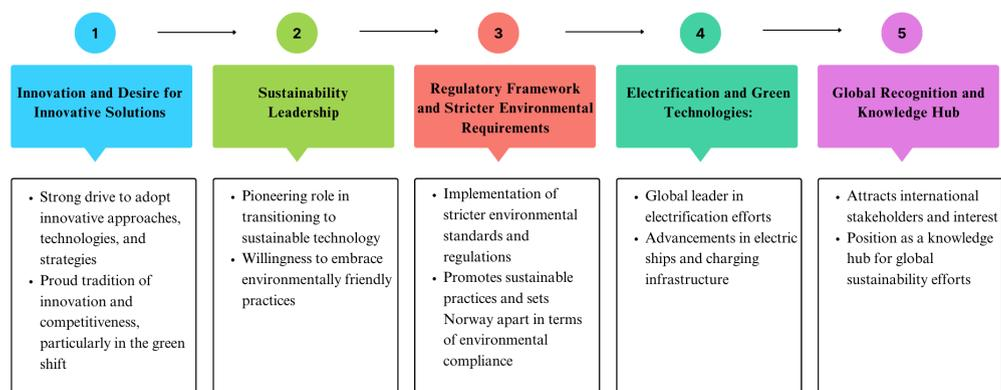 1
2
3
4
5
Innovation and Desire for
Innovative Solutions
Sustainability
Leadership
Regulatory Framework
and Stricter Environmental
Requirements
Electrification and Green
Technologies:
Global Recognition and
Knowledge Hub
• Strong drive to adopt
innovative approaches,
technologies, and
strategies
• Proud tradition of
innovation and
competitiveness,
particularly in the green
shift
• Pioneering role in
transitioning to
sustainable technology
• Willingness to embrace
environmentally friendly
practices
• Implementation of
stricter environmental
standards and
regulations
• Promotes sustainable
practices and sets
Norway apart in terms
of environmental
compliance
• Global leader in
electrification efforts
• Advancements in electric
ships and charging
infrastructure
• Attracts international
stakeholders and interest
• Position as a knowledge
hub for global
sustainability efforts